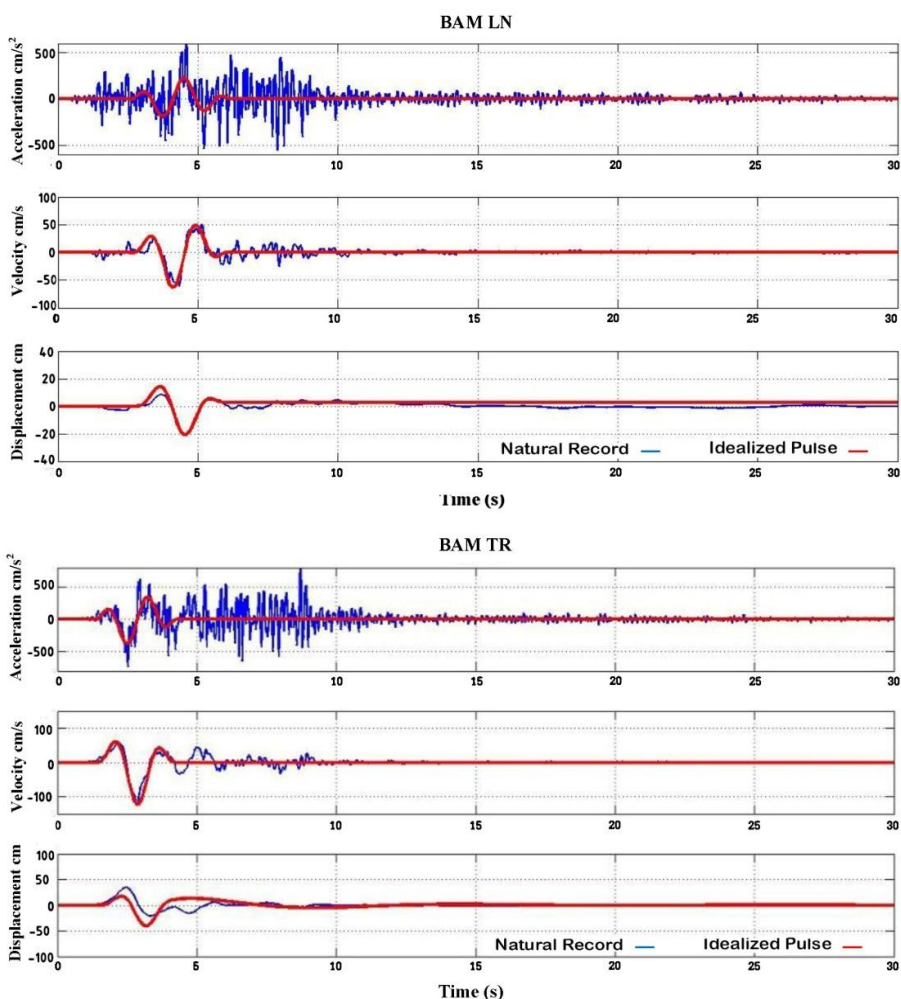 BAM LN
Acceleration cm/s²
500
0
-500
0 5 10 15 20 25 30
Velocity cm/s
100
50
0
-50
-100
0 5 10 15 20 25 30
Displacement cm
40
20
0
-20
-40
0 5 10 15 20 25 30
Natural Record Idealized Pulse
Time (s)
BAM TR
Acceleration cm/s²
500
0
-500
0 5 10 15 20 25 30
Velocity cm/s
100
0
-100
0 5 10 15 20 25 30
Displacement cm
100
50
0
-50
-100
0 5 10 15 20 25 30
Natural Record Idealized Pulse
Time (s)